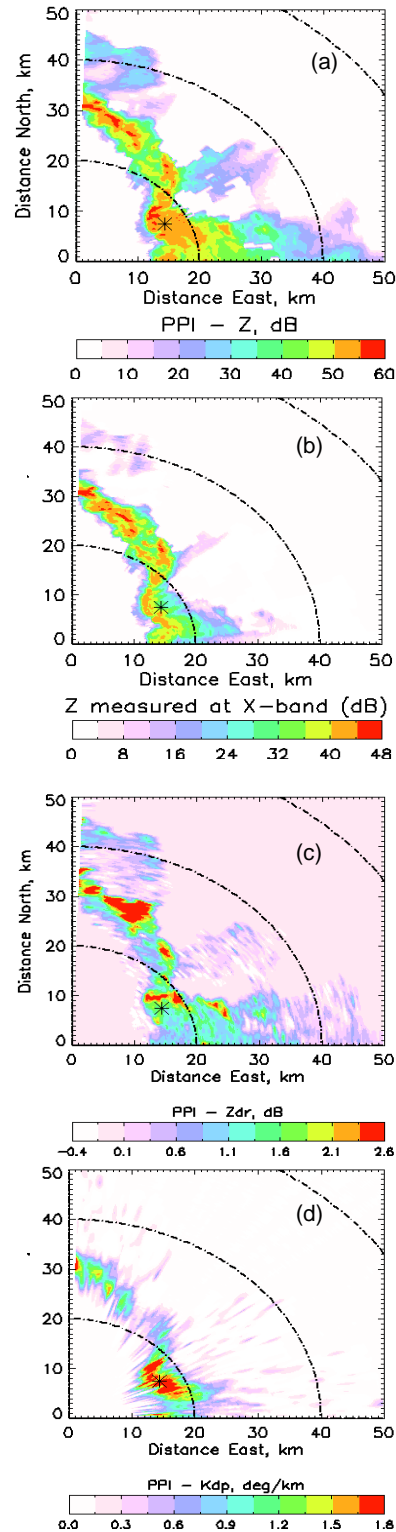 50
40
30
20
10
0
Distance North, km
(a)
0 10 20 30 40 50
Distance East, km
PPI - Z, dB
0 10 20 30 40 50 60
50
40
30
20
10
0
Distance North, km
(b)
0 10 20 30 40 50
Distance East, km
Z measured at X-band (dB)
0 8 16 24 32 40 48
50
40
30
20
10
0
Distance North, km
(c)
0 10 20 30 40 50
Distance East, km
PPI - Zdr, dB
-0.4 0.1 0.6 1.1 1.6 2.1 2.6
50
40
30
20
10
0
Distance North, km
(d)
0 10 20 30 40 50
Distance East, km
PPI - Kdp, deg/km
0.0 0.3 0.6 0.9 1.2 1.5 1.8